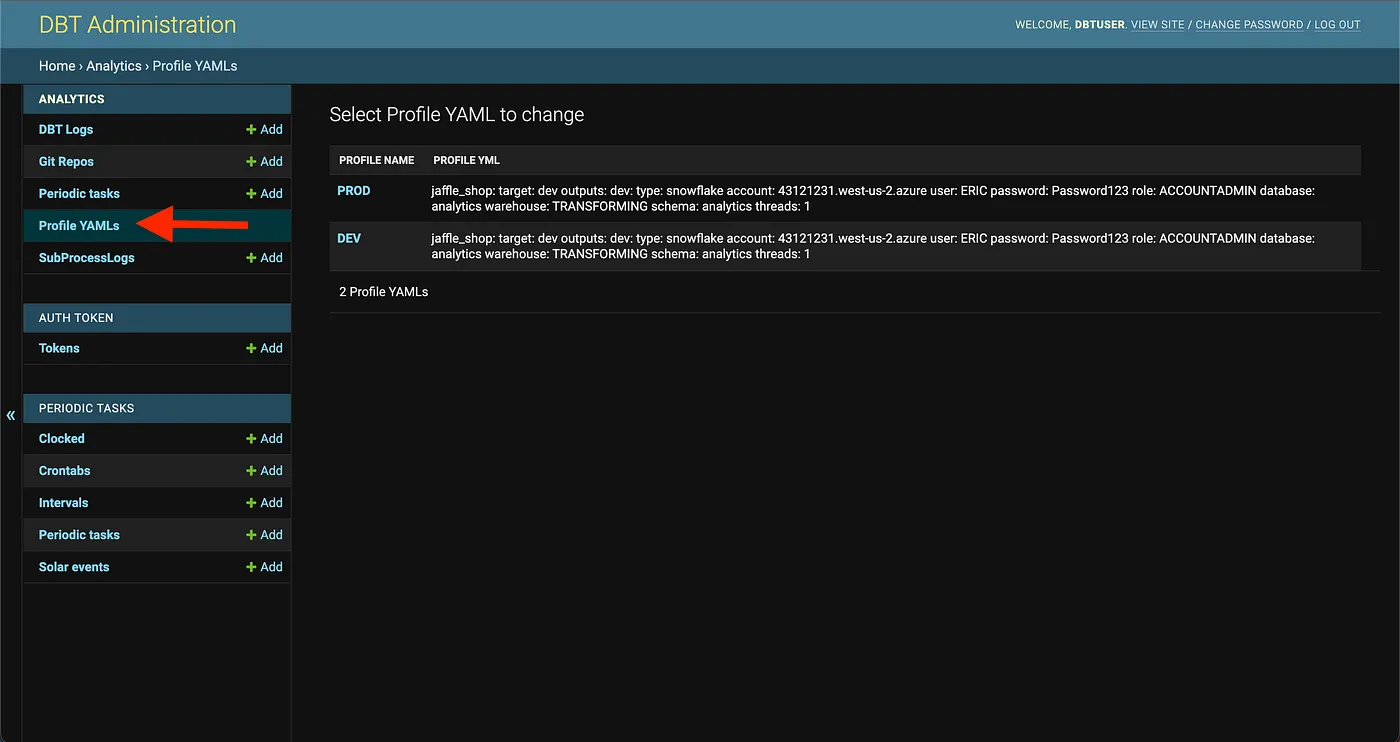 DBT Administration
WELCOME, DBTUSER. VIEW SITE / CHANGE PASSWORD / LOG OUT
Home › Analytics › Profile YAMLs
ANALYTICS
DBT Logs + Add
Git Repos + Add
Periodic tasks + Add
Profile YAMLs
SubProcessLogs + Add
AUTH TOKEN
Tokens + Add
PERIODIC TASKS
Clocked + Add
Crontabs + Add
Intervals + Add
Periodic tasks + Add
Solar events + Add
«
Select Profile YAML to change
PROFILE NAME PROFILE YML
PROD jaffle_shop: target: dev outputs: dev: type: snowflake account: 43121231.west-us-2.azure user: ERIC password: Password123 role: ACCOUNTADMIN database:
analytics warehouse: TRANSFORMING schema: analytics threads: 1
DEV jaffle_shop: target: dev outputs: dev: type: snowflake account: 43121231.west-us-2.azure user: ERIC password: Password123 role: ACCOUNTADMIN database:
analytics warehouse: TRANSFORMING schema: analytics threads: 1
2 Profile YAMLs